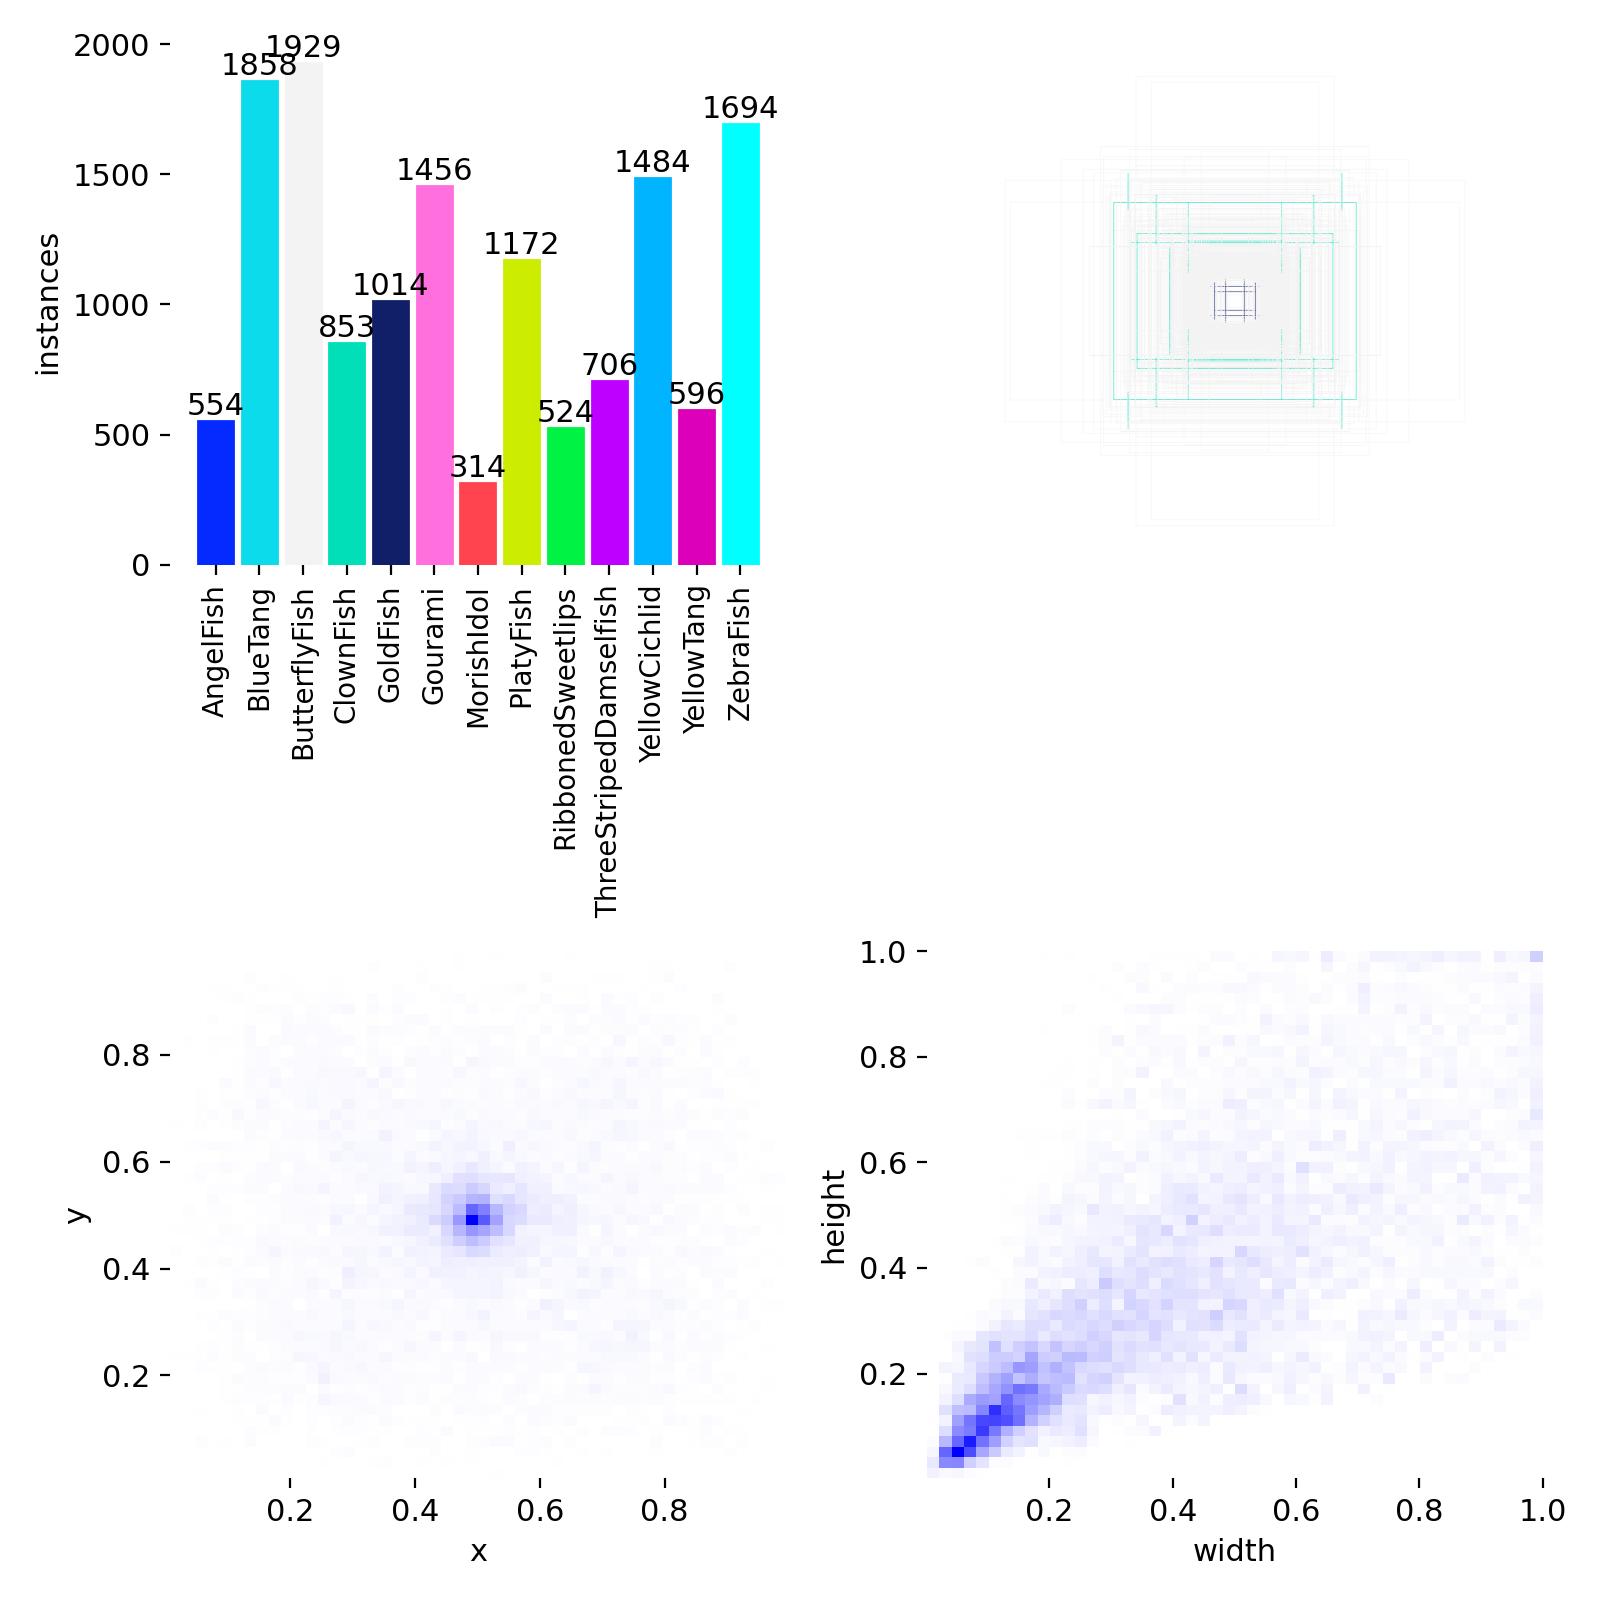 instances
2000
1500
1000
500
0
554
1858
1929
853
1014
1456
314
1172
524
706
1484
596
1694
AngelFish
BlueTang
ButterflyFish
ClownFish
GoldFish
Gourami
MorishIdol
PlatyFish
RibbonedSweetlips
ThreeStripedDamselfish
YellowCichlid
YellowTang
ZebraFish
y
0.8
0.6
0.4
0.2
0.2 0.4 0.6 0.8
x
height
1.0
0.8
0.6
0.4
0.2
0.2 0.4 0.6 0.8 1.0
width